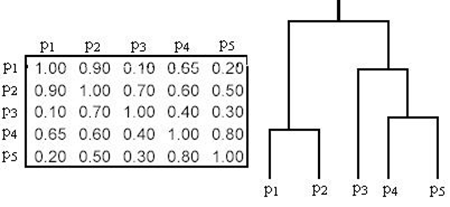 p1 p2 p3 p4 p5
p1 1.00 0.90 0.10 0.65 0.20
p2 0.90 1.00 0.70 0.60 0.50
p3 0.10 0.70 1.00 0.40 0.30
p4 0.65 0.60 0.40 1.00 0.80
p5 0.20 0.50 0.30 0.80 1.00
p1 p2 p3 p4 p5